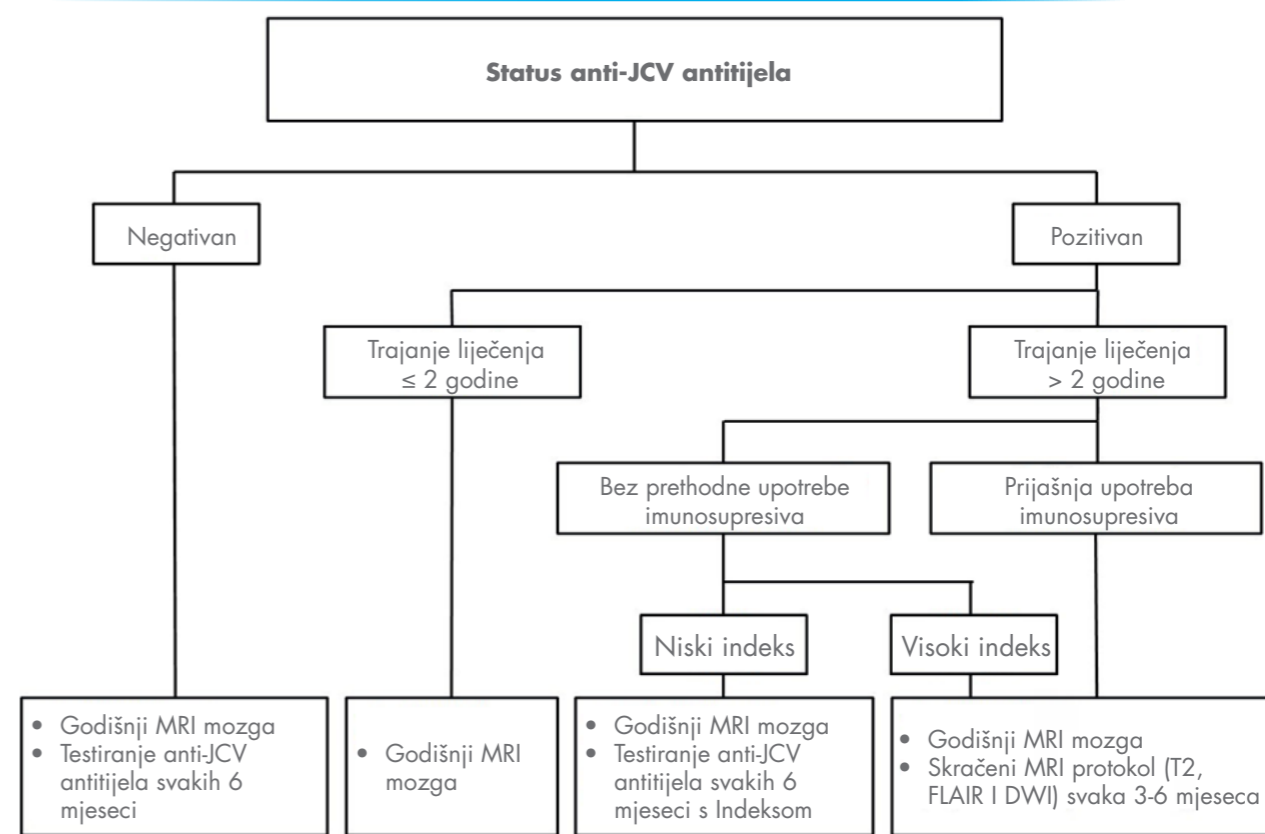 Status anti-JCV antitijela
Negativan
Pozitivan
Trajanje liječenja
≤ 2 godine
Trajanje liječenja
> 2 godine
Bez prethodne upotrebe
imunosupresiva
Prijašnja upotreba
imunosupresiva
Niski indeks
Visoki indeks
• Godišnji MRI mozga
• Testiranje anti-JCV
antitijela svakih 6
mjeseci
• Godišnji MRI
mozga
• Godišnji MRI mozga
• Testiranje anti-JCV
antitijela svakih 6
mjeseci s Indeksom
• Godišnji MRI mozga
• Skračeni MRI protokol (T2,
FLAIR I DWI) svaka 3-6 mjeseca